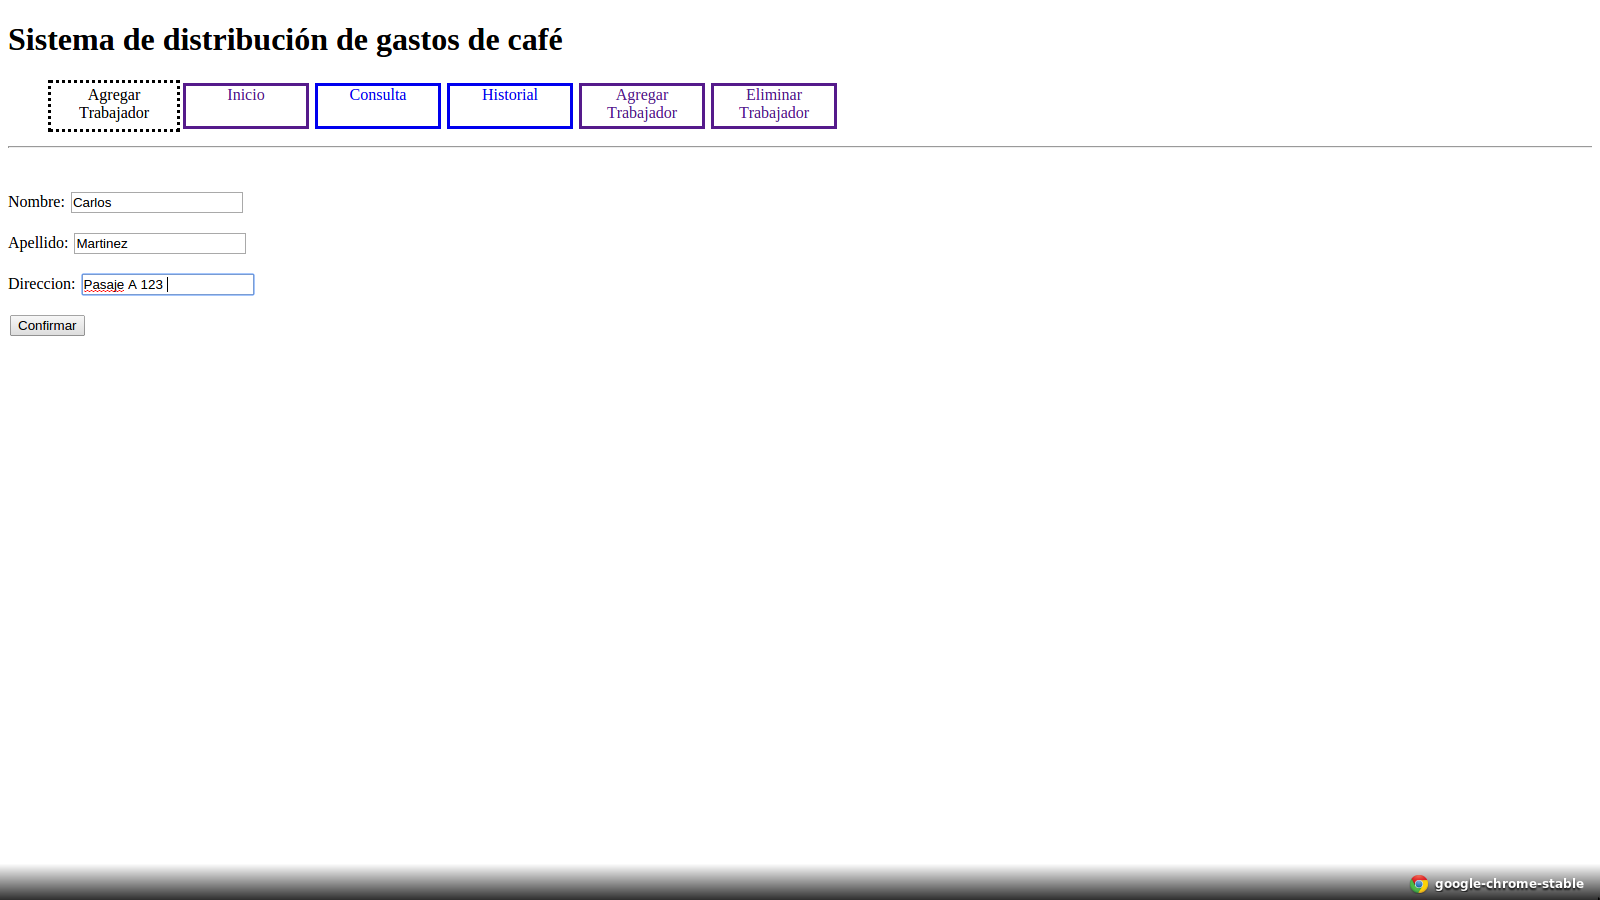 Sistema de distribución de gastos de café
Agregar
Trabajador
Inicio
Consulta
Historial
Agregar
Trabajador
Eliminar
Trabajador
Nombre: Carlos
Apellido: Martinez
Direccion: Pasaje A 123
Confirmar
google-chrome-stable